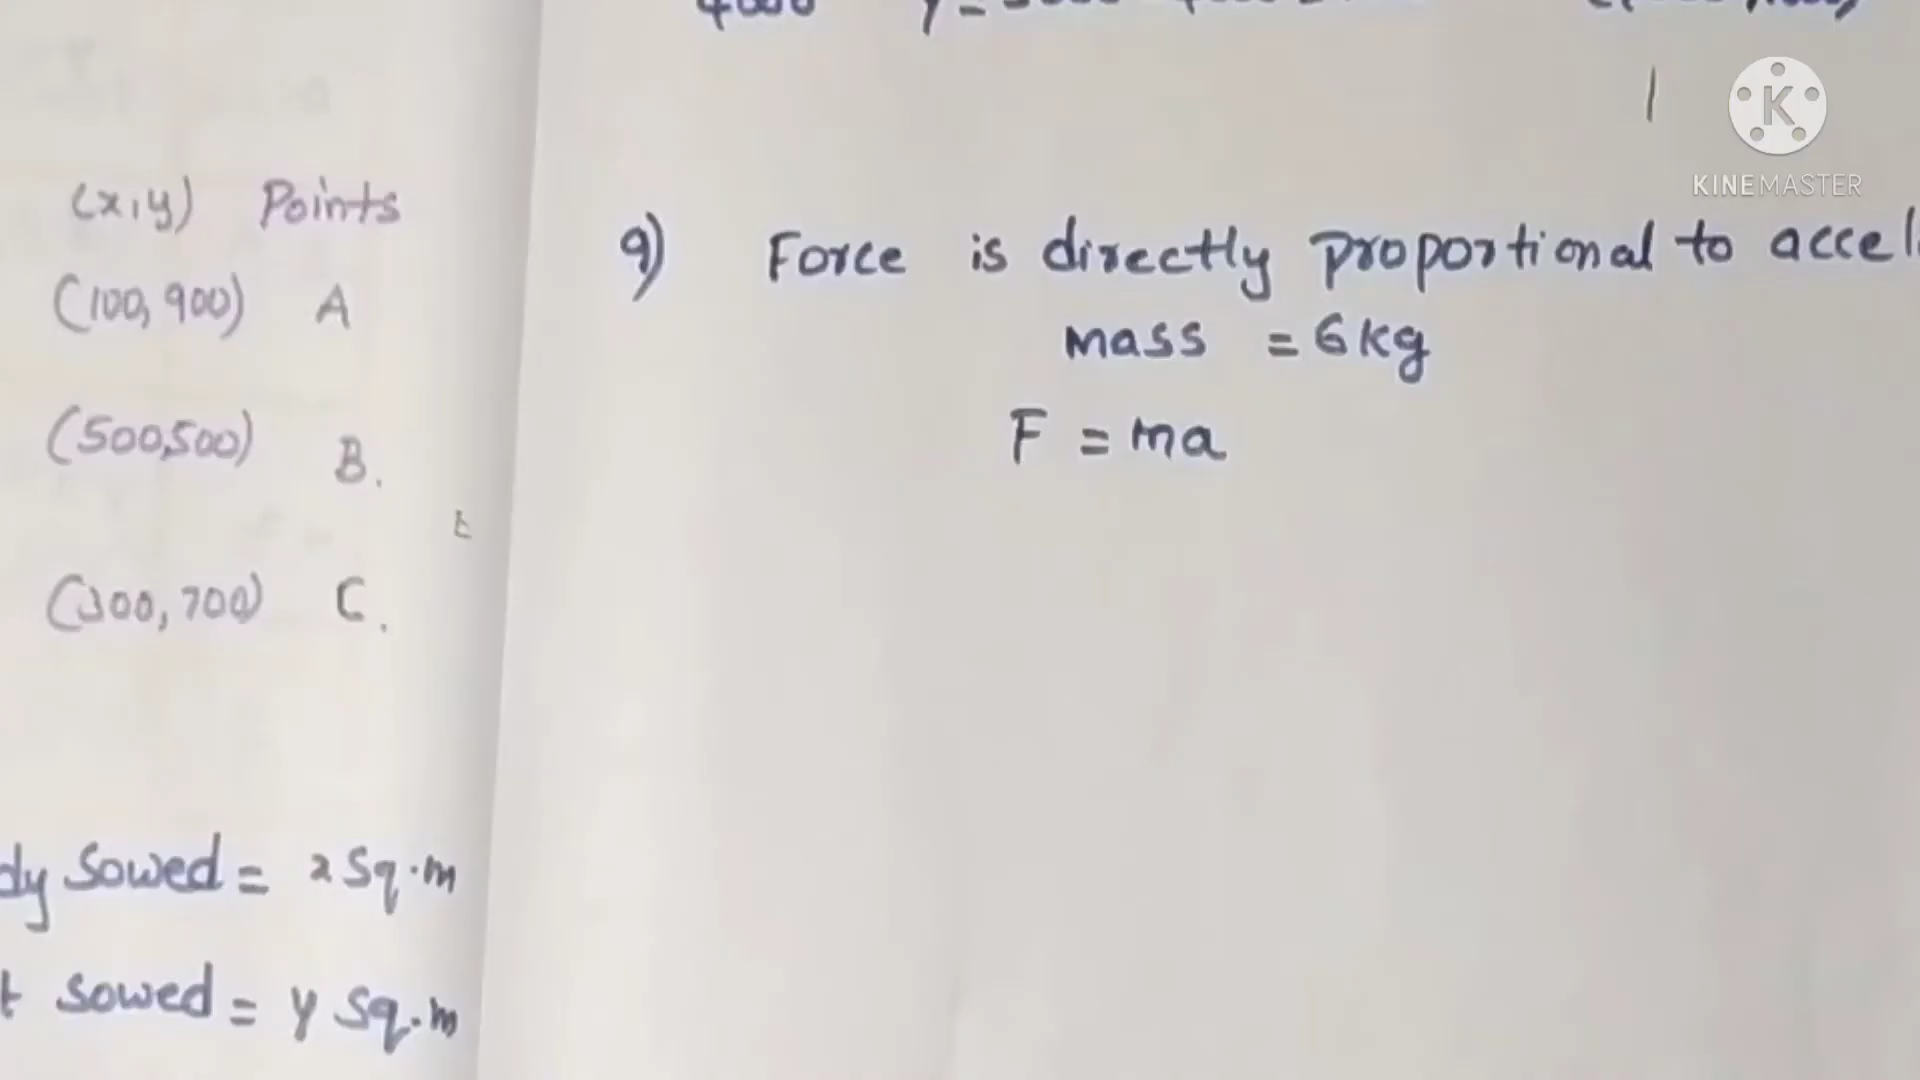 (x,y) Points
(100, 900) A
(500,500) B.
(300, 700) C.
dy sowed = x sq.m
t sowed = y sq.m
4000
KINEMASTER
9) Force is directly proportional to accel
mass = 6kg
F = ma